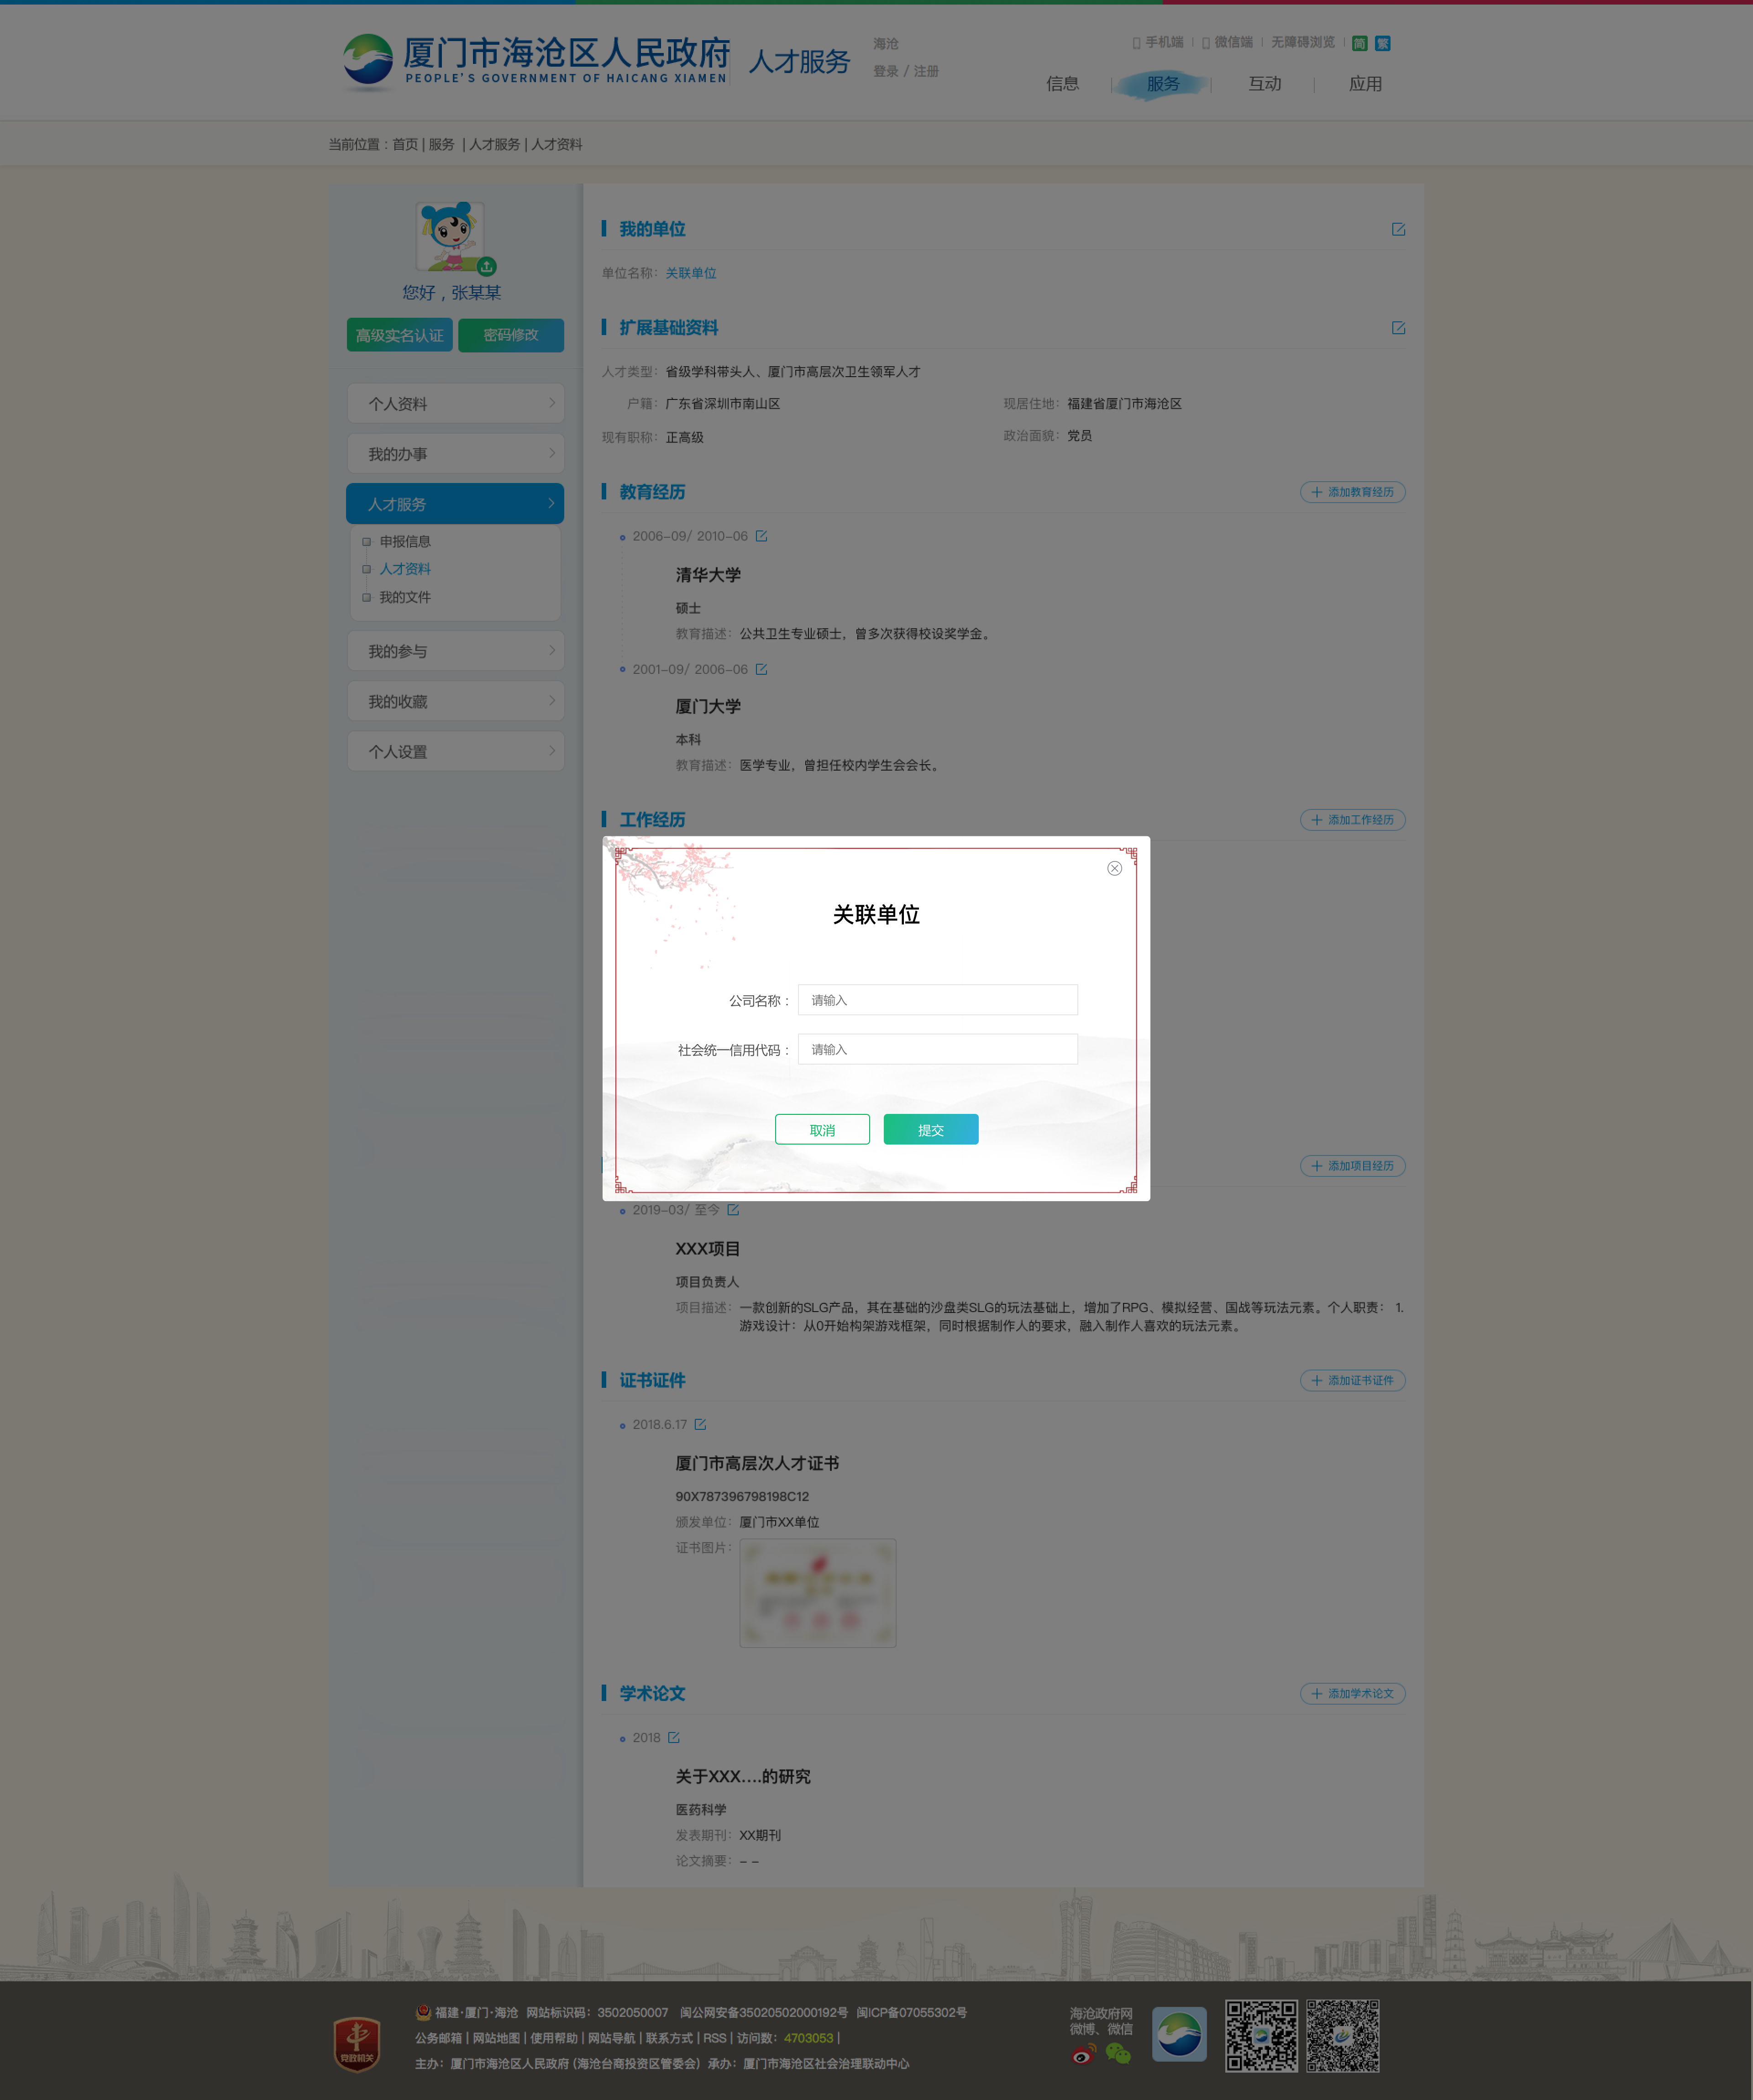 厦门市海沧区人民政府
PEOPLE'S GOVERNMENT OF HAICANG XIAMEN
人才服务
海沧
登录 / 注册
手机端 | 微信端 | 无障碍浏览 | 简 繁
信息 | 服务 | 互动 | 应用
当前位置：首页 | 服务 | 人才服务 | 人才资料
您好，张某某
高级实名认证 密码修改
个人资料
我的办事
人才服务
申报信息
人才资料
我的文件
我的参与
我的收藏
个人设置
我的单位
单位名称：关联单位
扩展基础资料
人才类型：省级学科带头人、厦门市高层次卫生领军人才
户籍：广东省深圳市南山区 现居住地：福建省厦门市海沧区
现有职称：正高级 政治面貌：党员
教育经历 添加教育经历
2006-09/ 2010-06
清华大学
硕士
教育描述：公共卫生专业硕士，曾多次获得校设奖学金。
2001-09/ 2006-06
厦门大学
本科
教育描述：医学专业，曾担任校内学生会会长。
工作经历 添加工作经历
关联单位
公司名称： 请输入
社会统一信用代码： 请输入
取消 提交
添加项目经历
2019-03/ 至今
XXX项目
项目负责人
项目描述：一款创新的SLG产品，其在基础的沙盘类SLG的玩法基础上，增加了RPG、模拟经营、国战等玩法元素。个人职责： 1.
游戏设计：从0开始构架游戏框架，同时根据制作人的要求，融入制作人喜欢的玩法元素。
证书证件 添加证书证件
2018.6.17
厦门市高层次人才证书
90X787396798198C12
颁发单位：厦门市XX单位
证书图片：
学术论文 添加学术论文
2018
关于XXX....的研究
医药科学
发表期刊：XX期刊
论文摘要：– –
党政机关
福建·厦门·海沧 网站标识码：3502050007 闽公网安备35020502000192号 闽ICP备07055302号
公务邮箱 | 网站地图 | 使用帮助 | 网站导航 | 联系方式 | RSS | 访问数：4703053 |
主办：厦门市海沧区人民政府 (海沧台商投资区管委会) 承办：厦门市海沧区社会治理联动中心
海沧政府网
微博、微信